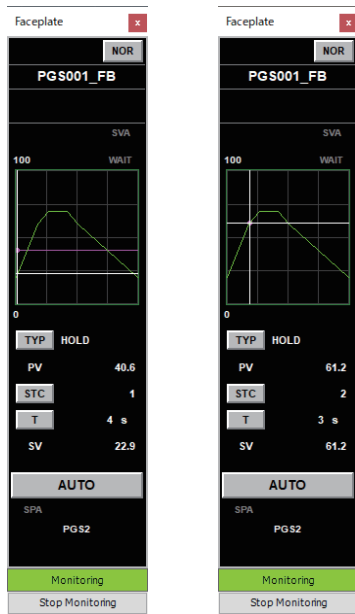 Faceplate
x
NOR
PGS001_FB
SVA
100 WAIT
0
TYP HOLD
PV 40.6
STC 1
T 4 s
SV 22.9
AUTO
SPA
PGS2
Monitoring
Stop Monitoring
Faceplate
x
NOR
PGS001_FB
SVA
100 WAIT
0
TYP HOLD
PV 61.2
STC 2
T 3 s
SV 61.2
AUTO
SPA
PGS2
Monitoring
Stop Monitoring